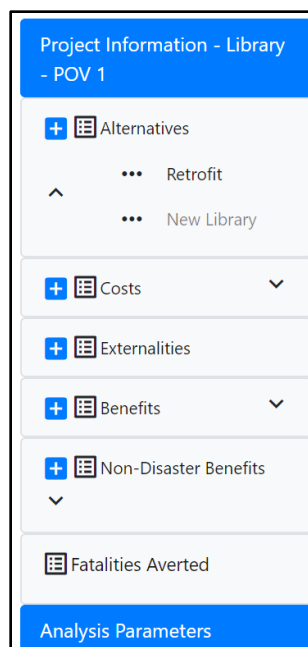 Project Information - Library
- POV 1
Alternatives
Retrofit
New Library
Costs
Externalities
Benefits
Non-Disaster Benefits
Fatalities Averted
Analysis Parameters